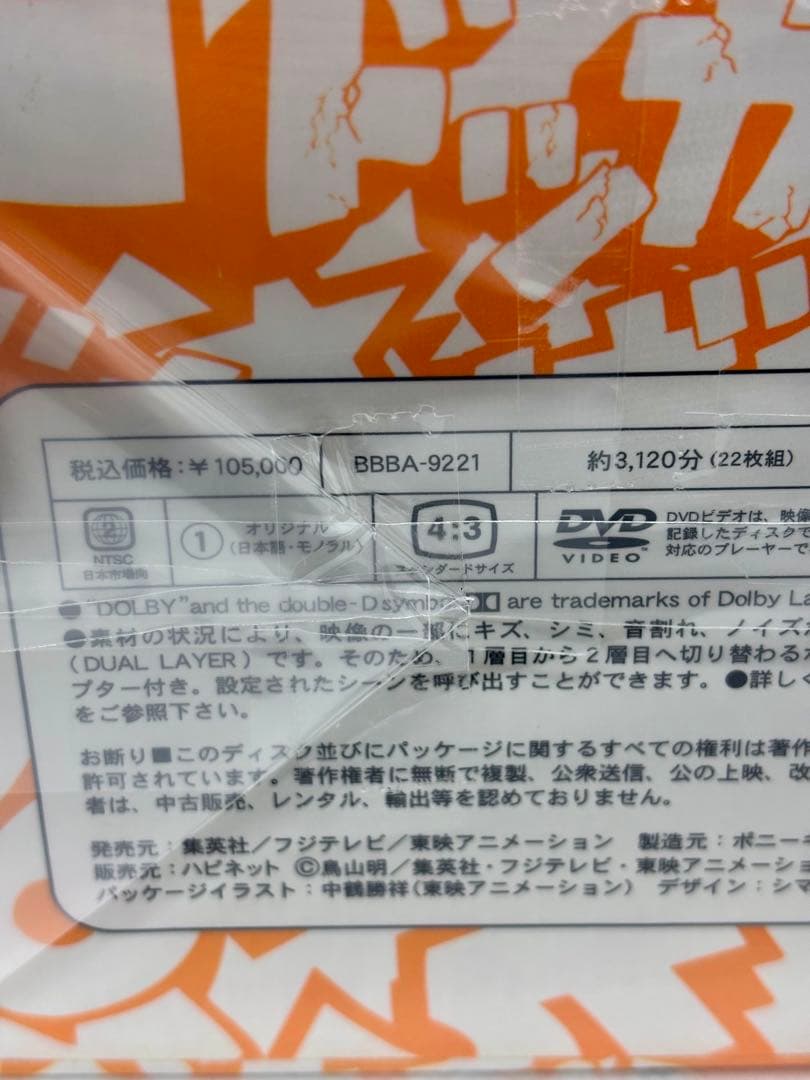 税込価格：￥105,000
BBBA-9221
約3,120分（22枚組）
2
NTSC
日本市場向
1
オリジナル
（日本語・モノラル）
4:3
スタンダードサイズ
DVD
VIDEO
DVDビデオは、映像
記録したディスクで
対応のプレーヤーで
●"DOLBY"and the double-D symbol are trademarks of Dolby La
●素材の状況により、映像の一部にキズ、シミ、音割れ、ノイズ
(DUAL LAYER)です。そのため、1層目から2層目へ切り替わる
プター付き。設定されたシーンを呼び出すことができます。●詳しく
をご参照下さい。
お断り■このディスク並びにパッケージに関するすべての権利は著作
許可されています。著作権者に無断で複製、公衆送信、公の上映、改
者は、中古販売、レンタル、輸出等を認めておりません。
発売元：集英社／フジテレビ／東映アニメーション　製造元：ポニー
販売元：ハピネット Ⓒ鳥山明／集英社・フジテレビ・東映アニメーショ
パッケージイラスト：中鶴勝祥（東映アニメーション）　デザイン：シマ